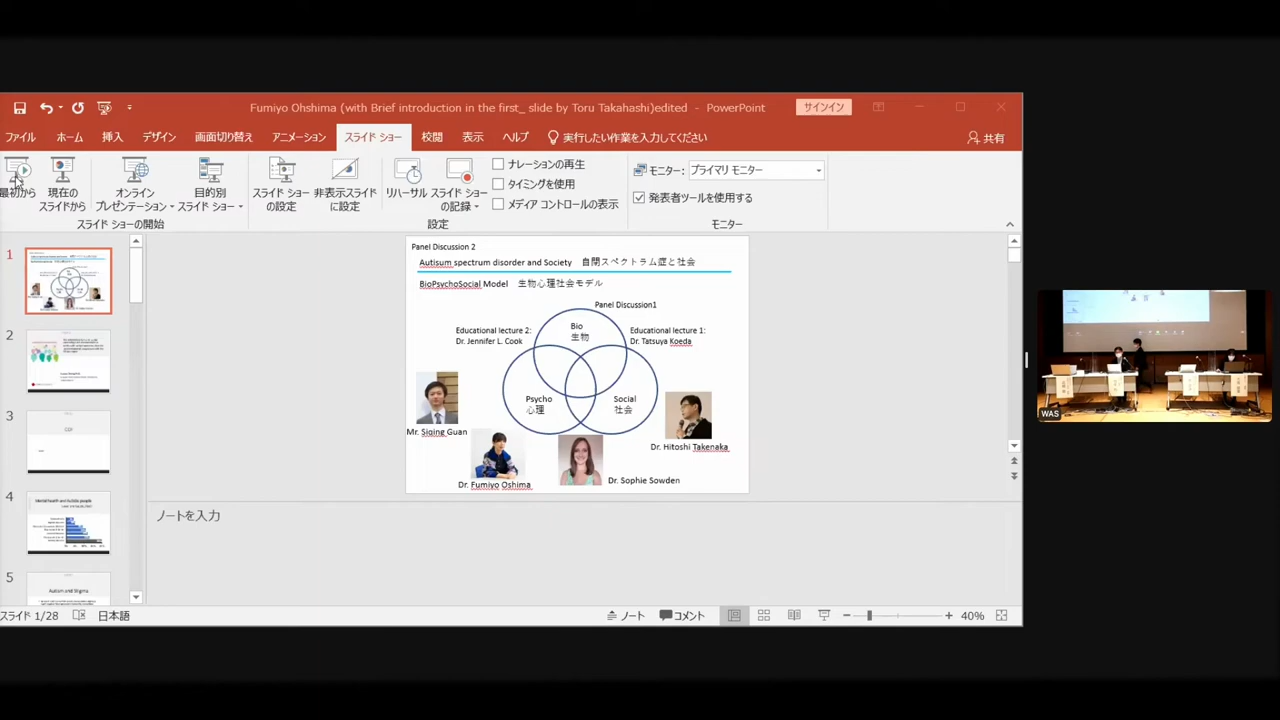 Fumiyo Ohshima (with Brief introduction in the first_ slide by Toru Takahashi)edited - PowerPoint
サインイン
ファイル ホーム 挿入 デザイン 画面切り替え アニメーション スライド ショー 校閲 表示 ヘルプ 実行したい作業を入力してください 共有
最初から
現在の
スライドから
オンライン
プレゼンテーション
目的別
スライド ショー
スライド ショー
の設定
非表示スライド
に設定
リハーサル
スライド ショー
の記録
ナレーションの再生
タイミングを使用
メディア コントロールの表示
モニター: プライマリ モニター
発表者ツールを使用する
スライド ショーの開始
設定
モニター
1
2
3
4
Mental health and Autistic people
5
Autism and Stigma
Panel Discussion 2
Autisum spectrum disorder and Society 自閉スペクトラム症と社会
BioPsychoSocial Model 生物心理社会モデル
Panel Discussion1
Educational lecture 2:
Dr. Jennifer L. Cook
Bio
生物
Educational lecture 1:
Dr. Tatsuya Koeda
Psycho
心理
Social
社会
Mr. Siqing Guan
Dr. Hitoshi Takenaka
Dr. Fumiyo Oshima
Dr. Sophie Sowden
ノートを入力
スライド 1/28 日本語 ノート コメント 40%
WAS